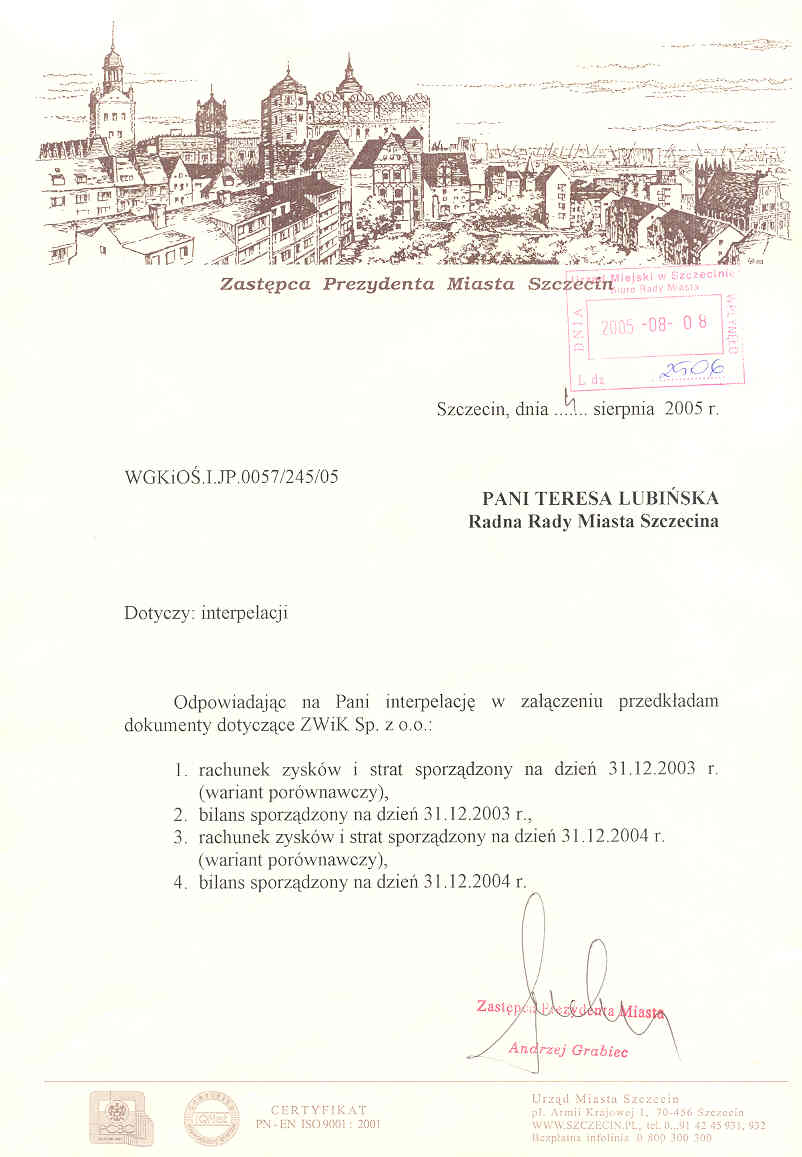 Zastępca Prezydenta Miasta Szczecin
Urząd Miejski w Szczecinie
Biuro Rady Miasta
DNIA
2005 -08- 08
WPŁYNĘŁO
L. dz. 2506
Szczecin, dnia ..4... sierpnia 2005 r.
WGKiOŚ.I.JP.0057/245/05
PANI TERESA LUBIŃSKA
Radna Rady Miasta Szczecina
Dotyczy: interpelacji
Odpowiadając na Pani interpelację w załączeniu przedkładam
dokumenty dotyczące ZWiK Sp. z o.o.:
1. rachunek zysków i strat sporządzony na dzień 31.12.2003 r.
(wariant porównawczy),
2. bilans sporządzony na dzień 31.12.2003 r.,
3. rachunek zysków i strat sporządzony na dzień 31.12.2004 r.
(wariant porównawczy),
4. bilans sporządzony na dzień 31.12.2004 r.
Zastępca Prezydenta Miasta
Andrzej Grabiec
CERTYFIKAT
PN - EN ISO 9001 : 2001
Urząd Miasta Szczecin
pl. Armii Krajowej 1, 70-456 Szczecin
WWW.SZCZECIN.PL, tel. 0...91 42 45 931, 932
Bezpłatna infolinia 0 800 300 300